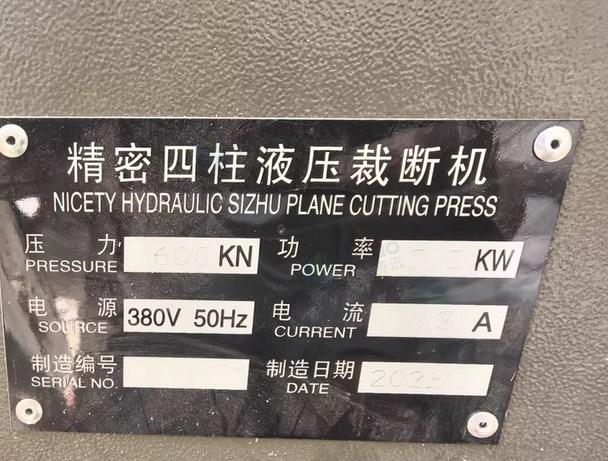 精密四柱液压裁断机
NICETY HYDRAULIC SIZHU PLANE CUTTING PRESS
压 力 600 KN 功 率 KW
PRESSURE POWER
电 源 380V 50Hz 电 流 A
SOURCE CURRENT
制造编号 制造日期
SERIAL NO. DATE